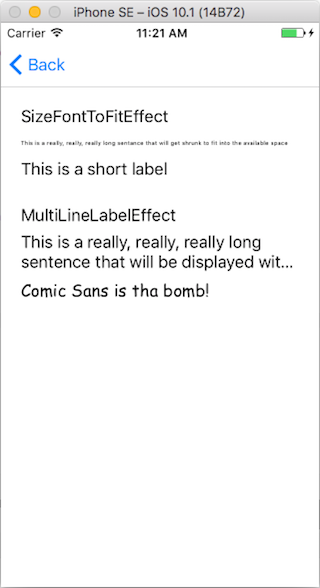 iPhone SE – iOS 10.1 (14B72)
Carrier 11:21 AM
Back
SizeFontToFitEffect
This is a really, really, really long sentance that will get shrunk to fit into the available space
This is a short label
MultiLineLabelEffect
This is a really, really, really long
sentence that will be displayed wit...
Comic Sans is tha bomb!